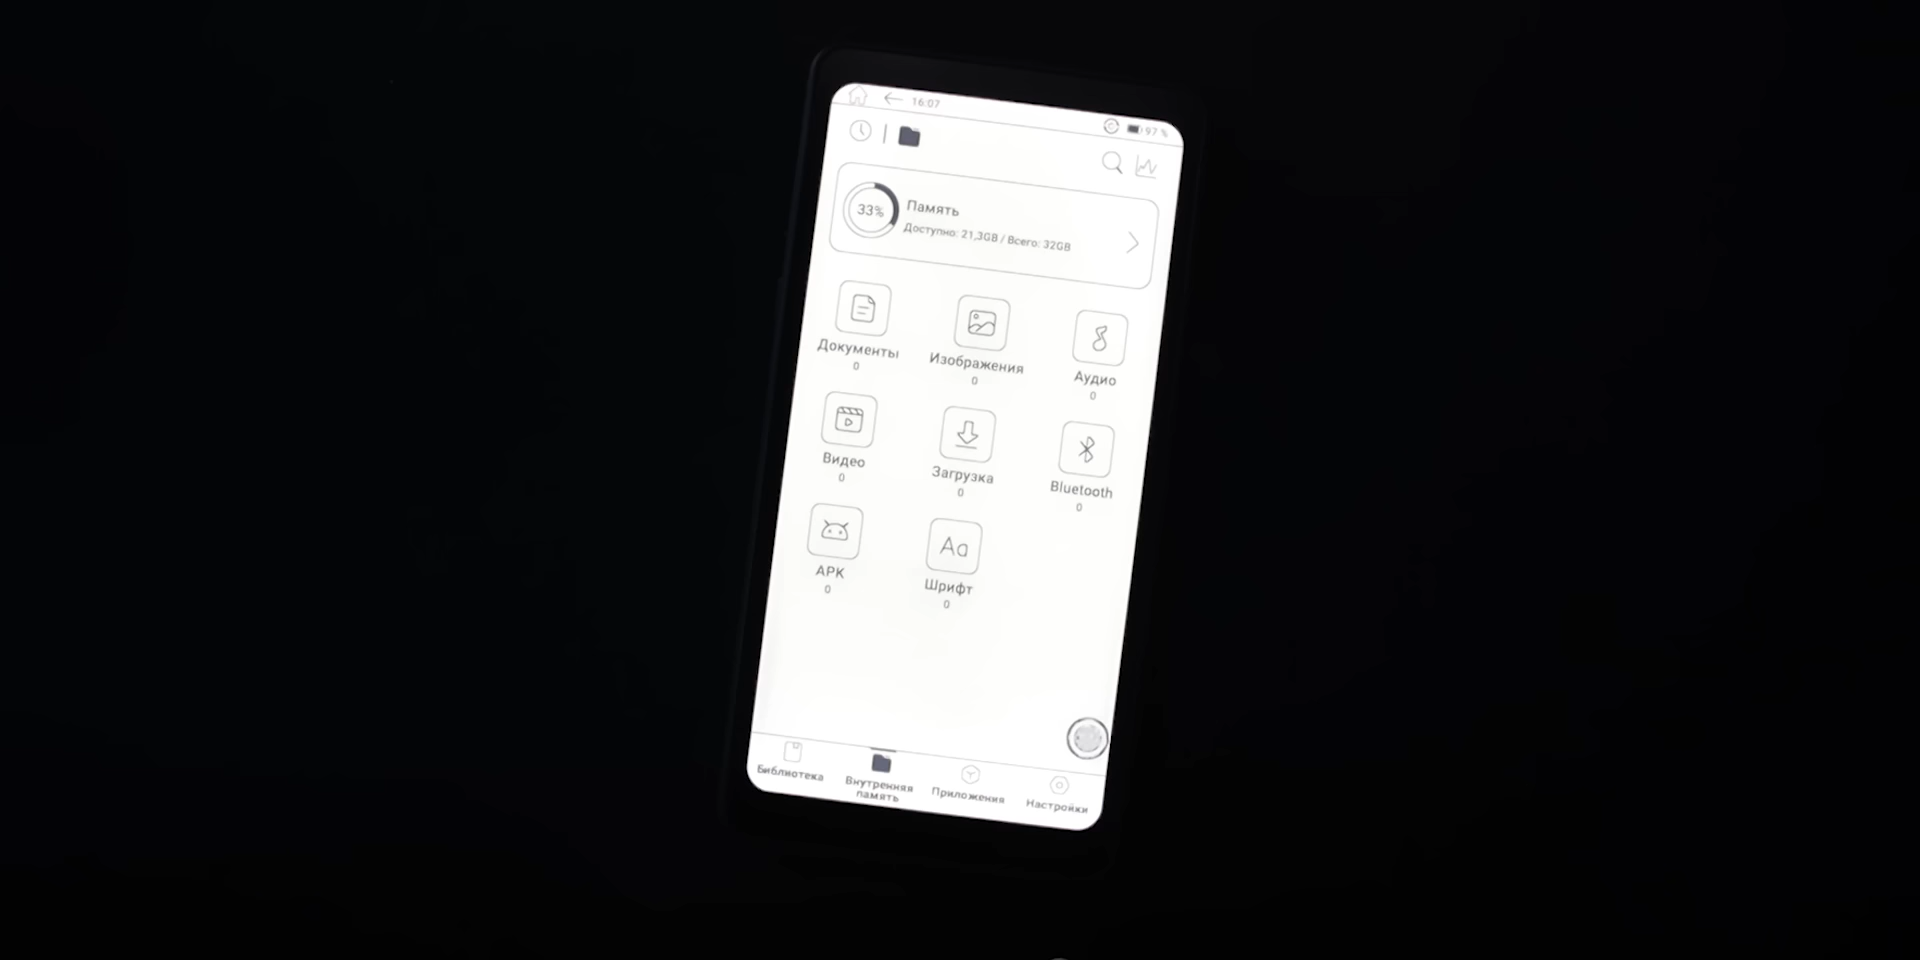 16:07
97 %
33%
Память
Доступно: 21,3GB / Всего: 32GB
Документы
0
Изображения
0
Аудио
0
Видео
0
Загрузка
0
Bluetooth
0
APK
0
Aa
Шрифт
0
Библиотека
Внутренняя
память
Приложения
Настройки